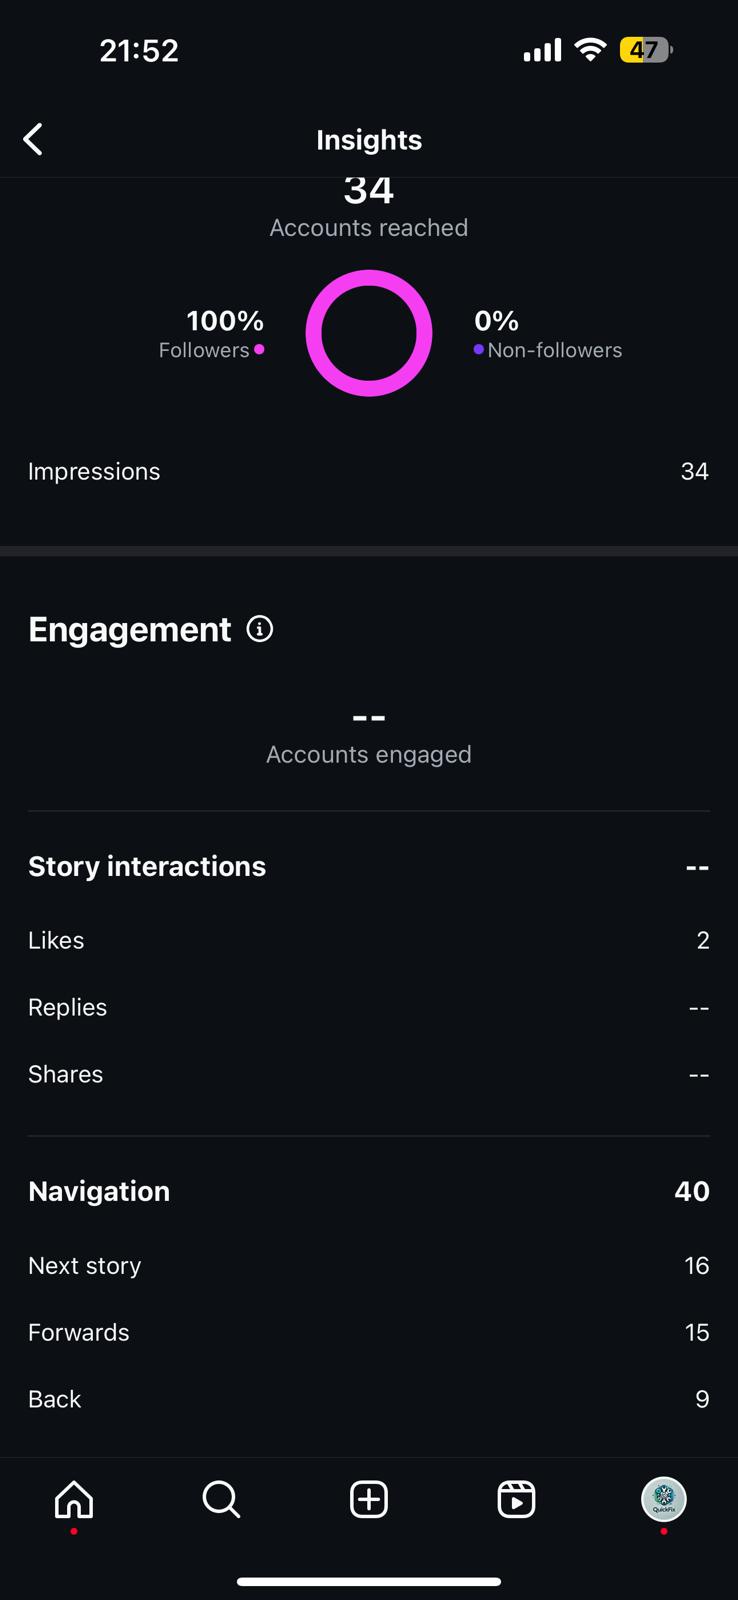 21:52
47
Insights
34
Accounts reached
100%
Followers
0%
Non-followers
Impressions 34
Engagement
--
Accounts engaged
Story interactions --
Likes 2
Replies --
Shares --
Navigation 40
Next story 16
Forwards 15
Back 9
QuickFix